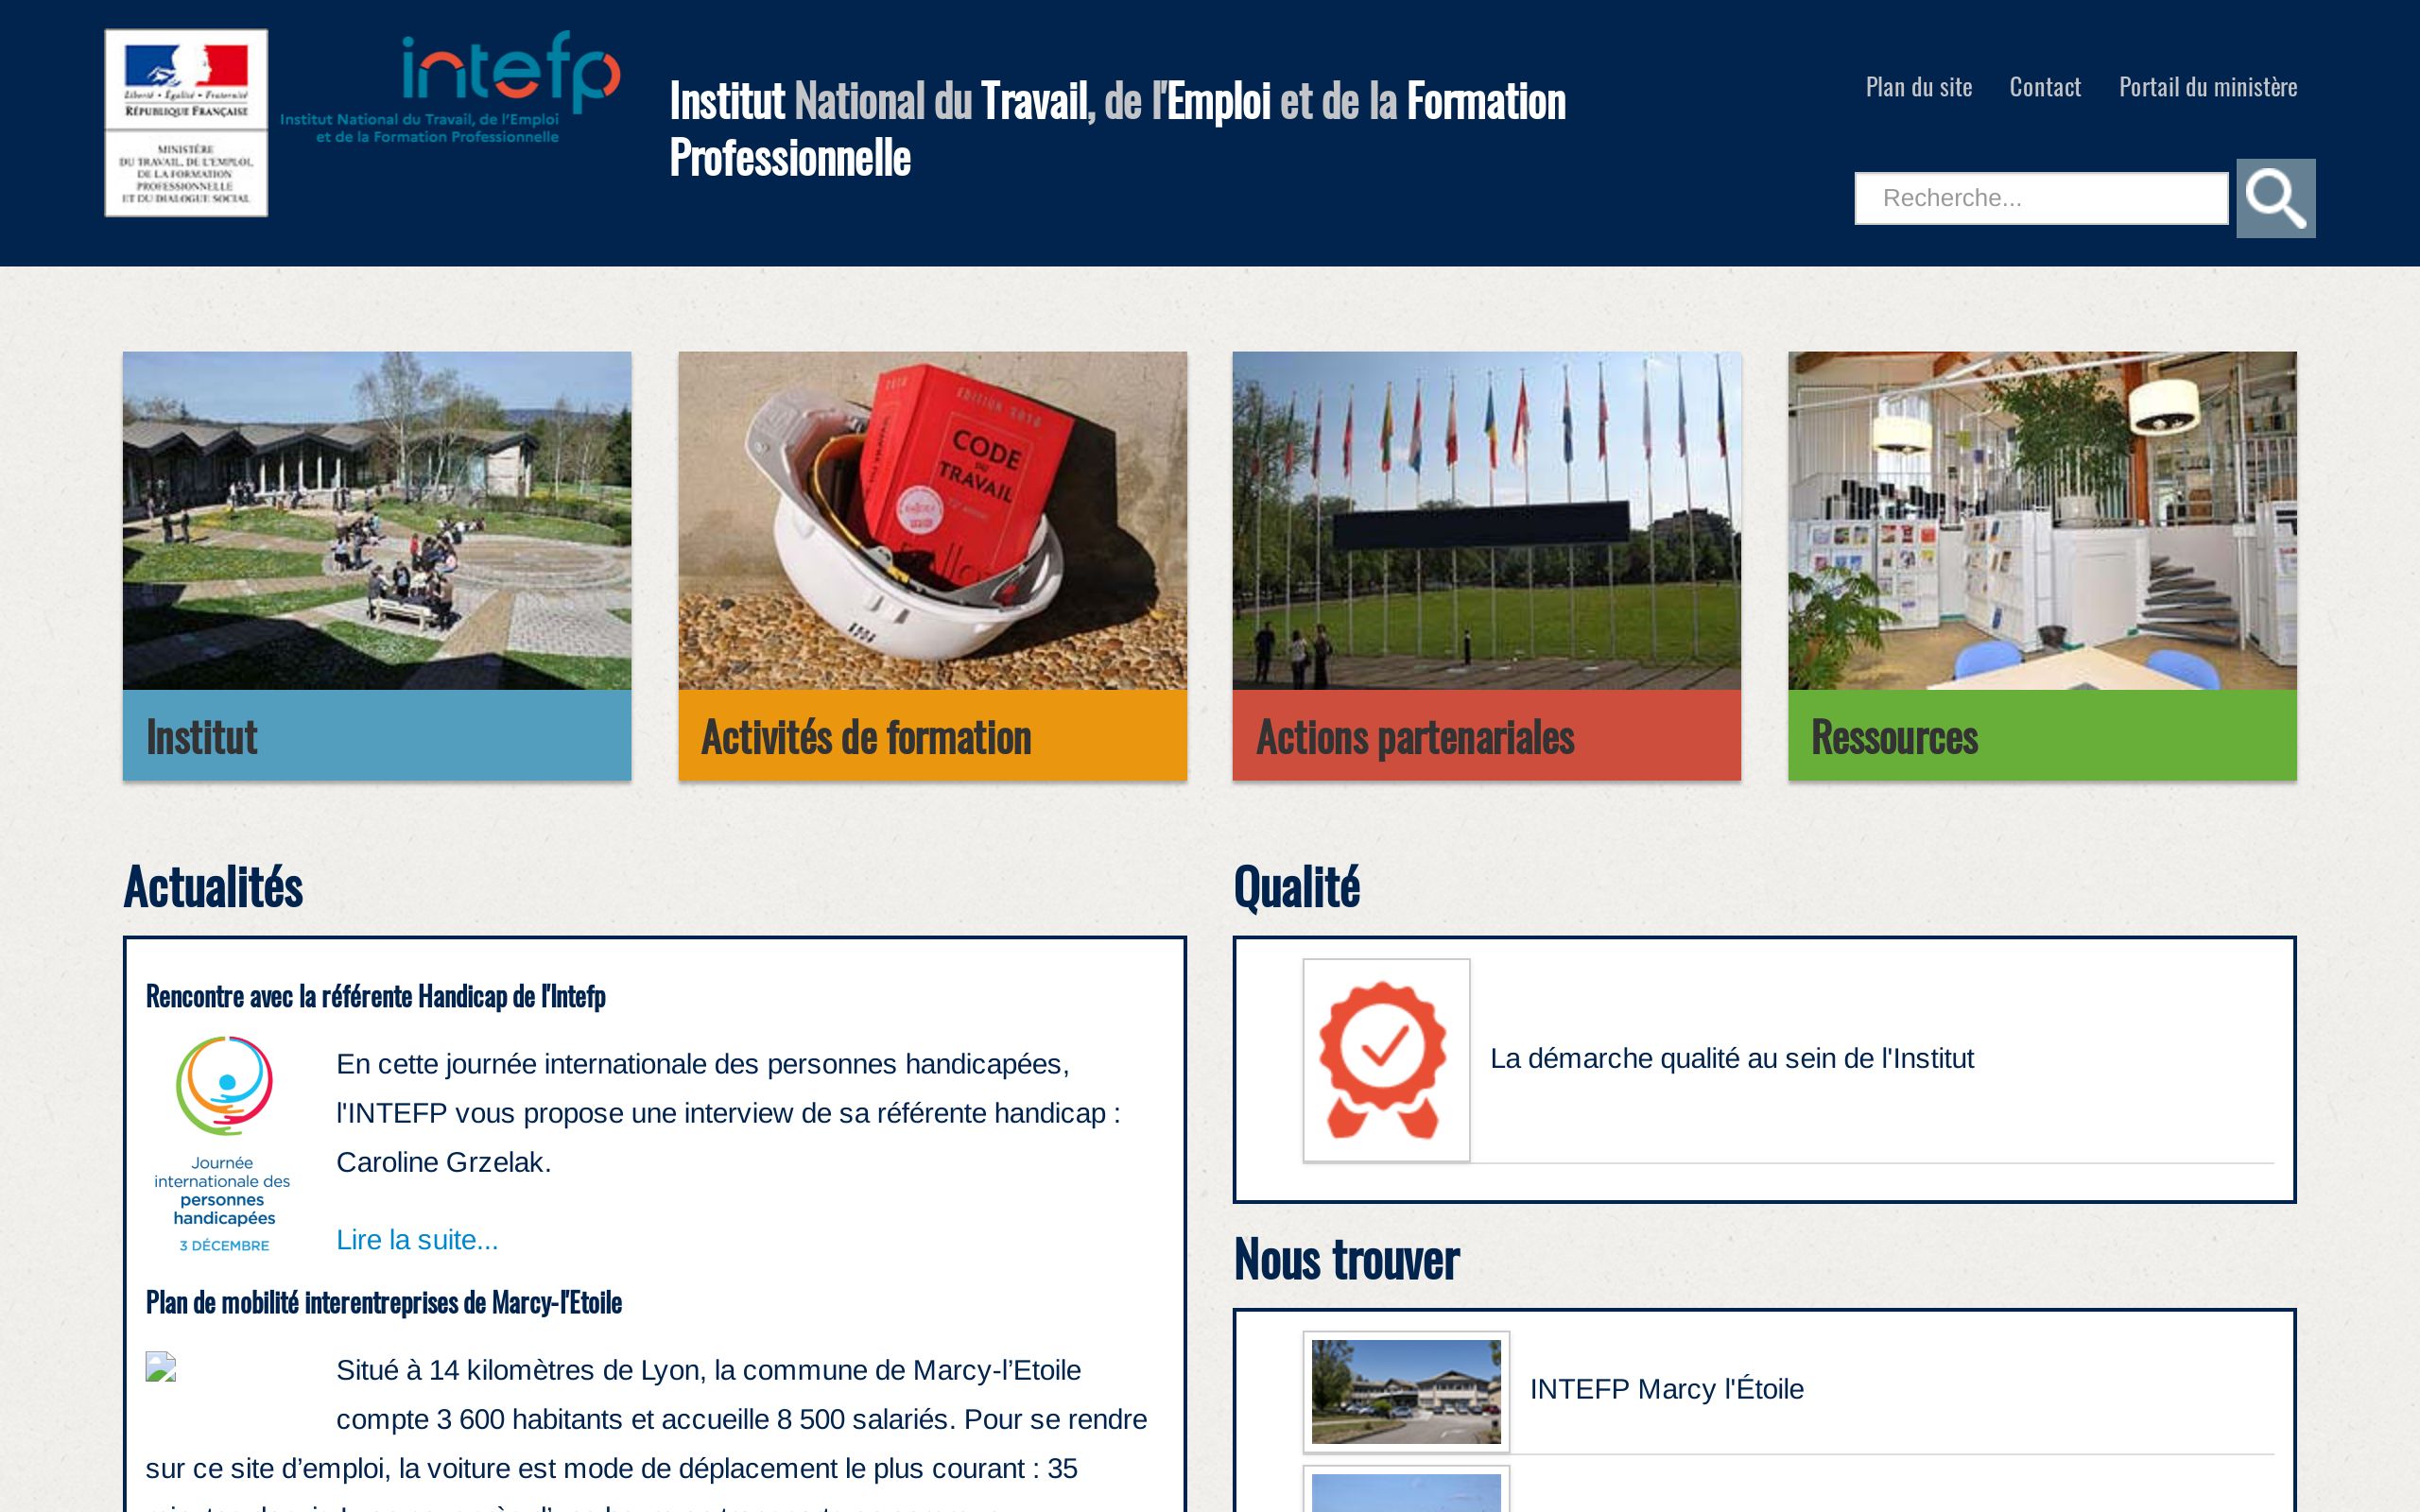 Liberté • Égalité • Fraternité
RÉPUBLIQUE FRANÇAISE
MINISTÈRE
DU TRAVAIL, DE L'EMPLOI,
DE LA FORMATION
PROFESSIONNELLE
ET DU DIALOGUE SOCIAL
intefp
Institut National du Travail, de l'Emploi
et de la Formation Professionnelle
Institut National du Travail, de l'Emploi et de la Formation
Professionnelle
Plan du site
Contact
Portail du ministère
Recherche...
EDITION 2010
CODE
DU
TRAVAIL
Institut
Activités de formation
Actions partenariales
Ressources
Actualités
Rencontre avec la référente Handicap de l'Intefp
Journée
internationale des
personnes
handicapées
3 DÉCEMBRE
En cette journée internationale des personnes handicapées,
l'INTEFP vous propose une interview de sa référente handicap :
Caroline Grzelak.
Lire la suite...
Plan de mobilité interentreprises de Marcy-l'Etoile
Situé à 14 kilomètres de Lyon, la commune de Marcy-l’Etoile
compte 3 600 habitants et accueille 8 500 salariés. Pour se rendre
sur ce site d’emploi, la voiture est mode de déplacement le plus courant : 35
Qualité
La démarche qualité au sein de l'Institut
Nous trouver
INTEFP Marcy l'Étoile